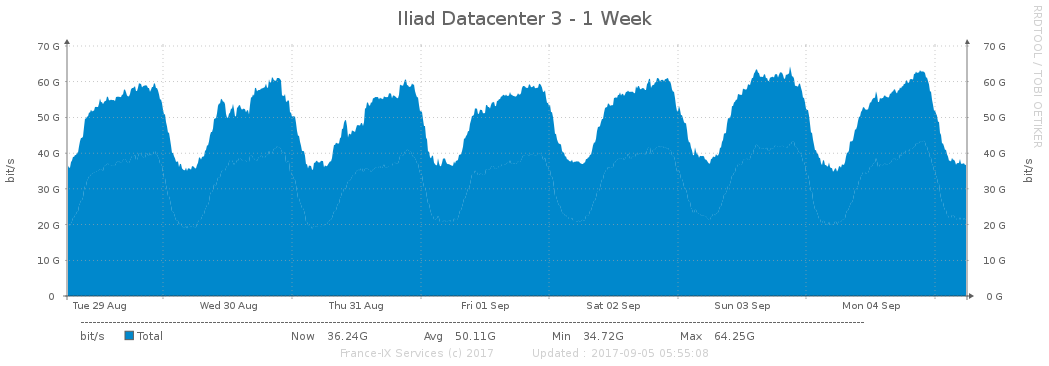 Iliad Datacenter 3 - 1 Week
RRDTOOL / TOBI OETIKER
bit/s
70 G 70 G
60 G 60 G
50 G 50 G
40 G 40 G
30 G 30 G
20 G 20 G
10 G 10 G
0 0 G
bit/s
Tue 29 Aug Wed 30 Aug Thu 31 Aug Fri 01 Sep Sat 02 Sep Sun 03 Sep Mon 04 Sep
bit/s Total Now 36.24G Avg 50.11G Min 34.72G Max 64.25G
France-IX Services (c) 2017 Updated : 2017-09-05 05:55:08